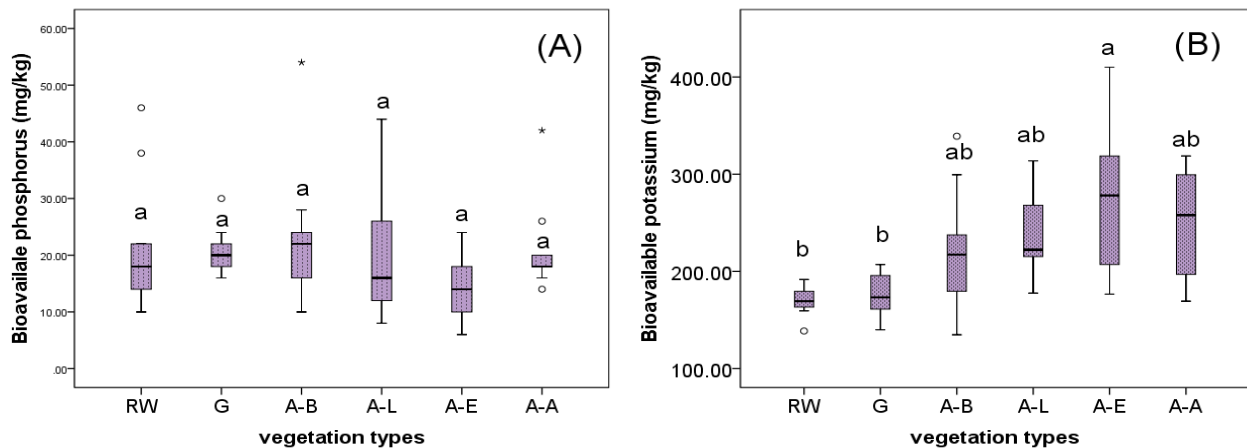 (A)
Bioavailale phosphorus (mg/kg)
60.00
50.00
40.00
30.00
20.00
10.00
.00
a
a
a
a
a
a
RW G A-B A-L A-E A-A
vegetation types
(B)
Bioavailable potassium (mg/kg)
400.00
300.00
200.00
100.00
b
b
ab
ab
a
ab
RW G A-B A-L A-E A-A
vegetation types